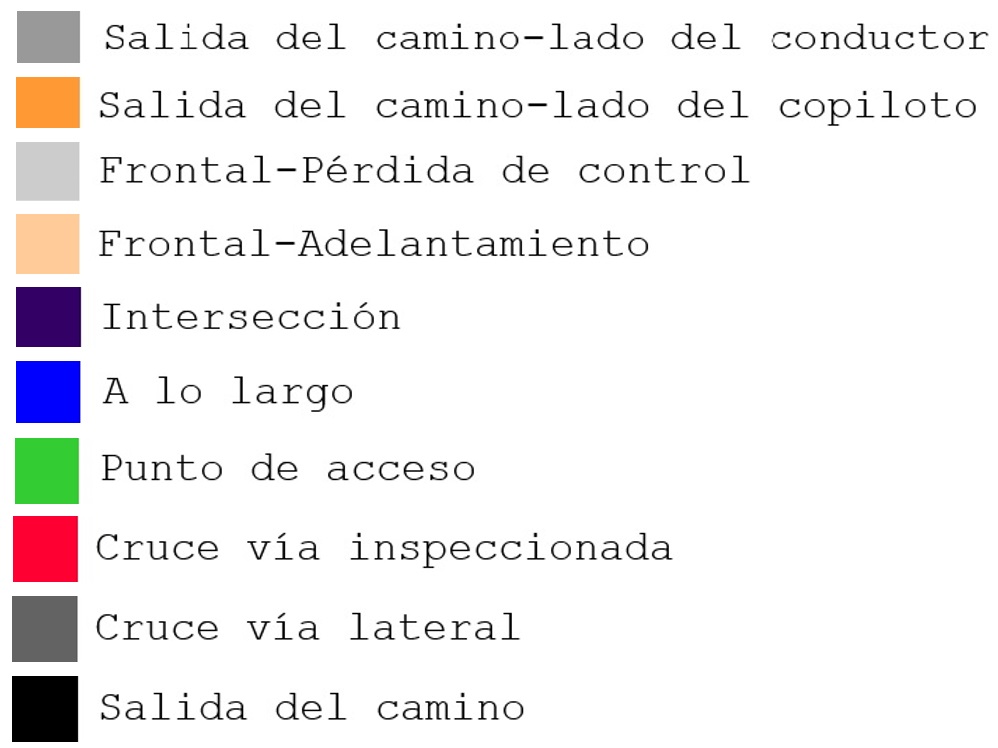 Salida del camino-lado del conductor
Salida del camino-lado del copiloto
Frontal-Pérdida de control
Frontal-Adelantamiento
Intersección
A lo largo
Punto de acceso
Cruce vía inspeccionada
Cruce vía lateral
Salida del camino